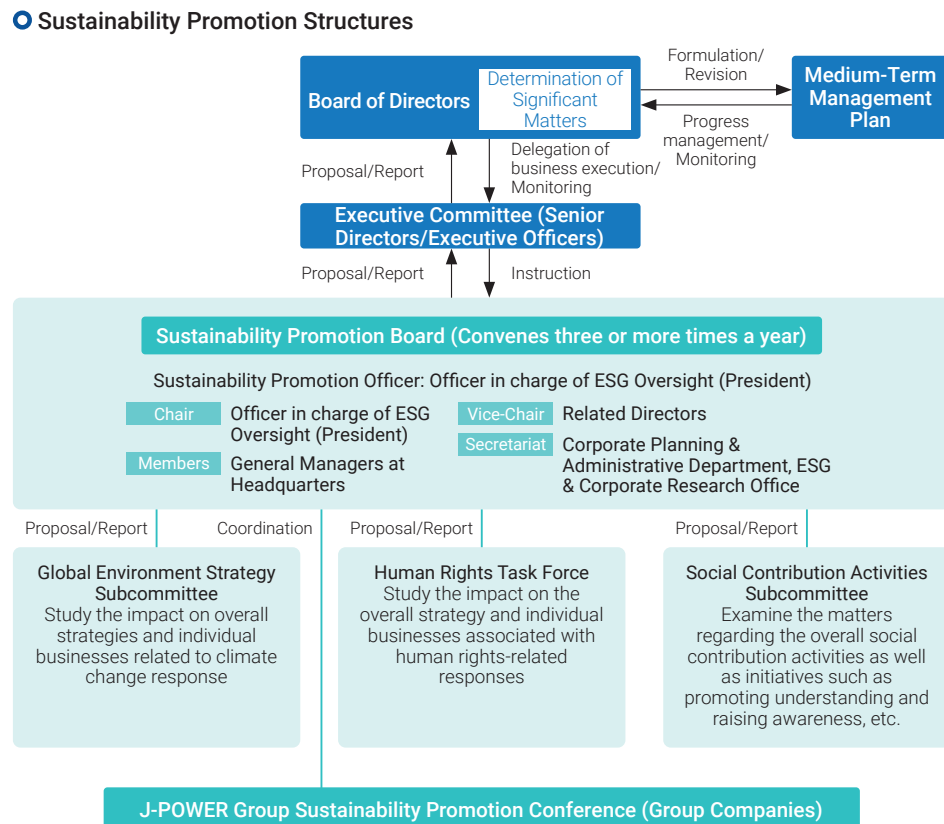 Sustainability Promotion Structures
Board of Directors
Determination of
Significant
Matters
Formulation/
Revision
Progress
management/
Monitoring
Medium-Term
Management
Plan
Proposal/Report
Delegation of
business execution/
Monitoring
Executive Committee (Senior
Directors/Executive Officers)
Proposal/Report
Instruction
Sustainability Promotion Board (Convenes three or more times a year)
Sustainability Promotion Officer: Officer in charge of ESG Oversight (President)
Chair
Officer in charge of ESG
Oversight (President)
Members
General Managers at
Headquarters
Vice-Chair
Related Directors
Secretariat
Corporate Planning &
Administrative Department, ESG
& Corporate Research Office
Proposal/Report
Coordination
Proposal/Report
Proposal/Report
Global Environment Strategy
Subcommittee
Study the impact on overall
strategies and individual
businesses related to climate
change response
Human Rights Task Force
Study the impact on the
overall strategy and individual
businesses associated with
human rights-related
responses
Social Contribution Activities
Subcommittee
Examine the matters
regarding the overall social
contribution activities as well
as initiatives such as
promoting understanding and
raising awareness, etc.
J-POWER Group Sustainability Promotion Conference (Group Companies)